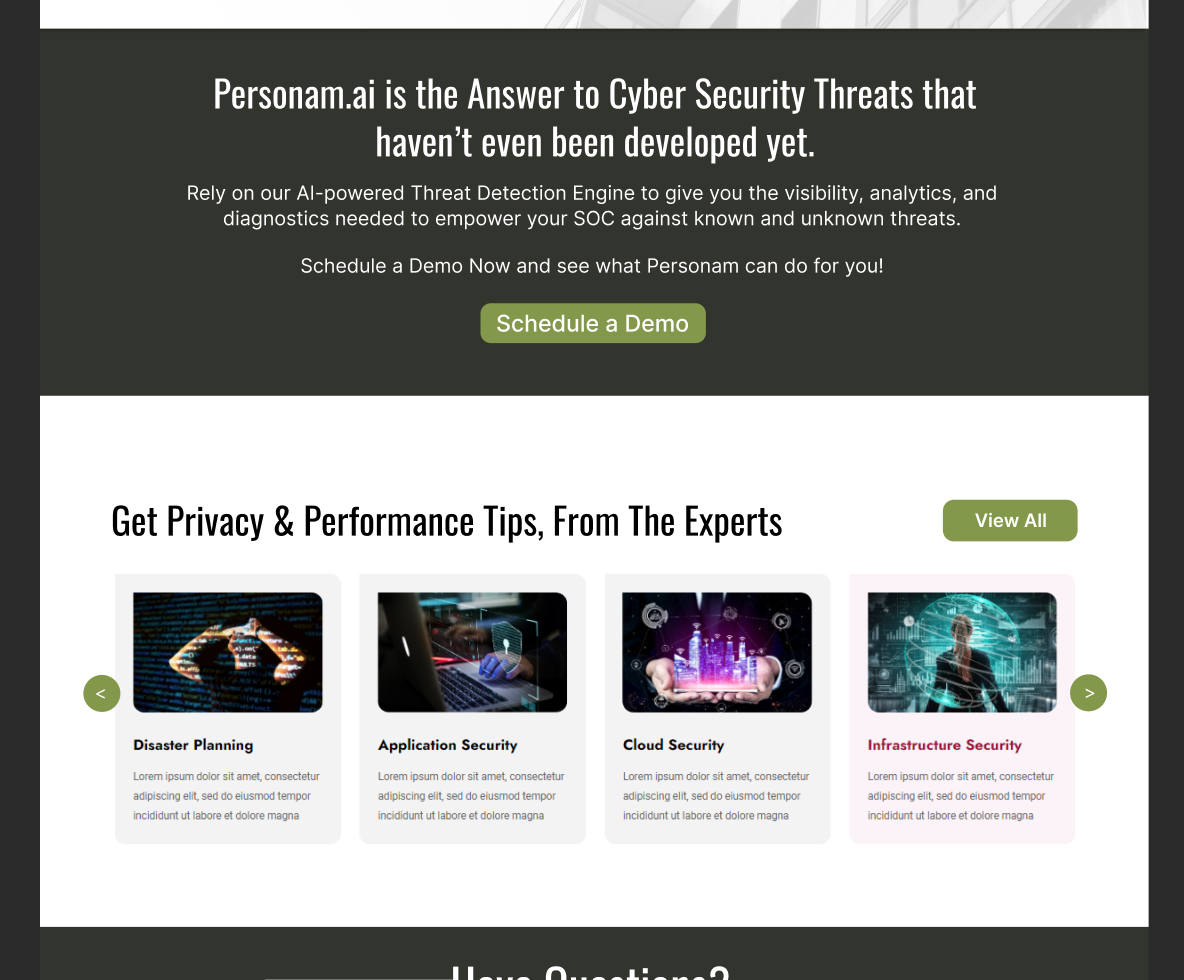 Personam.ai is the Answer to Cyber Security Threats that
haven’t even been developed yet.
Rely on our AI-powered Threat Detection Engine to give you the visibility, analytics, and
diagnostics needed to empower your SOC against known and unknown threats.
Schedule a Demo Now and see what Personam can do for you!
Schedule a Demo
Get Privacy & Performance Tips, From The Experts
View All
<
>
Disaster Planning
Lorem ipsum dolor sit amet, consectetur
adipiscing elit, sed do eiusmod tempor
incididunt ut labore et dolore magna
Application Security
Lorem ipsum dolor sit amet, consectetur
adipiscing elit, sed do eiusmod tempor
incididunt ut labore et dolore magna
Cloud Security
Lorem ipsum dolor sit amet, consectetur
adipiscing elit, sed do eiusmod tempor
incididunt ut labore et dolore magna
Infrastructure Security
Lorem ipsum dolor sit amet, consectetur
adipiscing elit, sed do eiusmod tempor
incididunt ut labore et dolore magna
Have Questions?